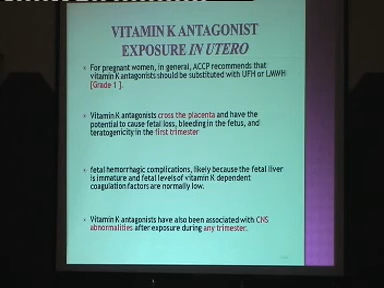 VITAMIN K ANTAGONIST
EXPOSURE IN UTERO
For pregnant women, in general, ACCP recommends that
vitamin K antagonists should be substituted with UFH or LMWH
[Grade 1 ].
Vitamin K antagonists cross the placenta and have the
potential to cause fetal loss, bleeding in the fetus, and
teratogenicity in the first trimester
fetal hemorrhagic complications, likely because the fetal liver
is immature and fetal levels of vitamin K dependent
coagulation factors are normally low.
Vitamin K antagonists have also been associated with CNS
abnormalities after exposure during any trimester.